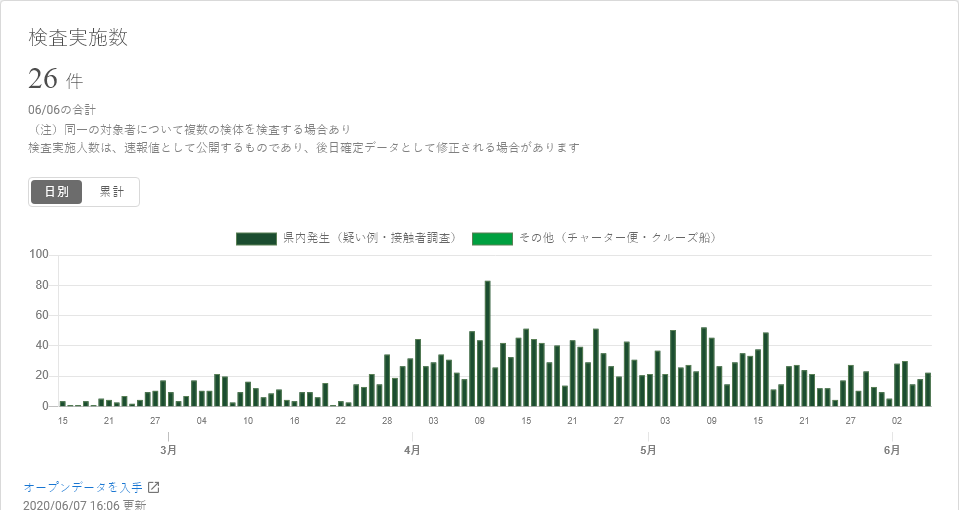 検査実施数
26 件
06/06の合計
（注）同一の対象者について複数の検体を検査する場合あり
検査実施人数は、速報値として公開するものであり、後日確定データとして修正される場合があります
日別 累計
県内発生（疑い例・接触者調査） その他（チャーター便・クルーズ船）
100
80
60
40
20
0
15 21 27 04 10 16 22 28 03 09 15 21 27 03 09 15 21 27 02
3月 4月 5月 6月
オープンデータを入手
2020/06/07 16:06 更新